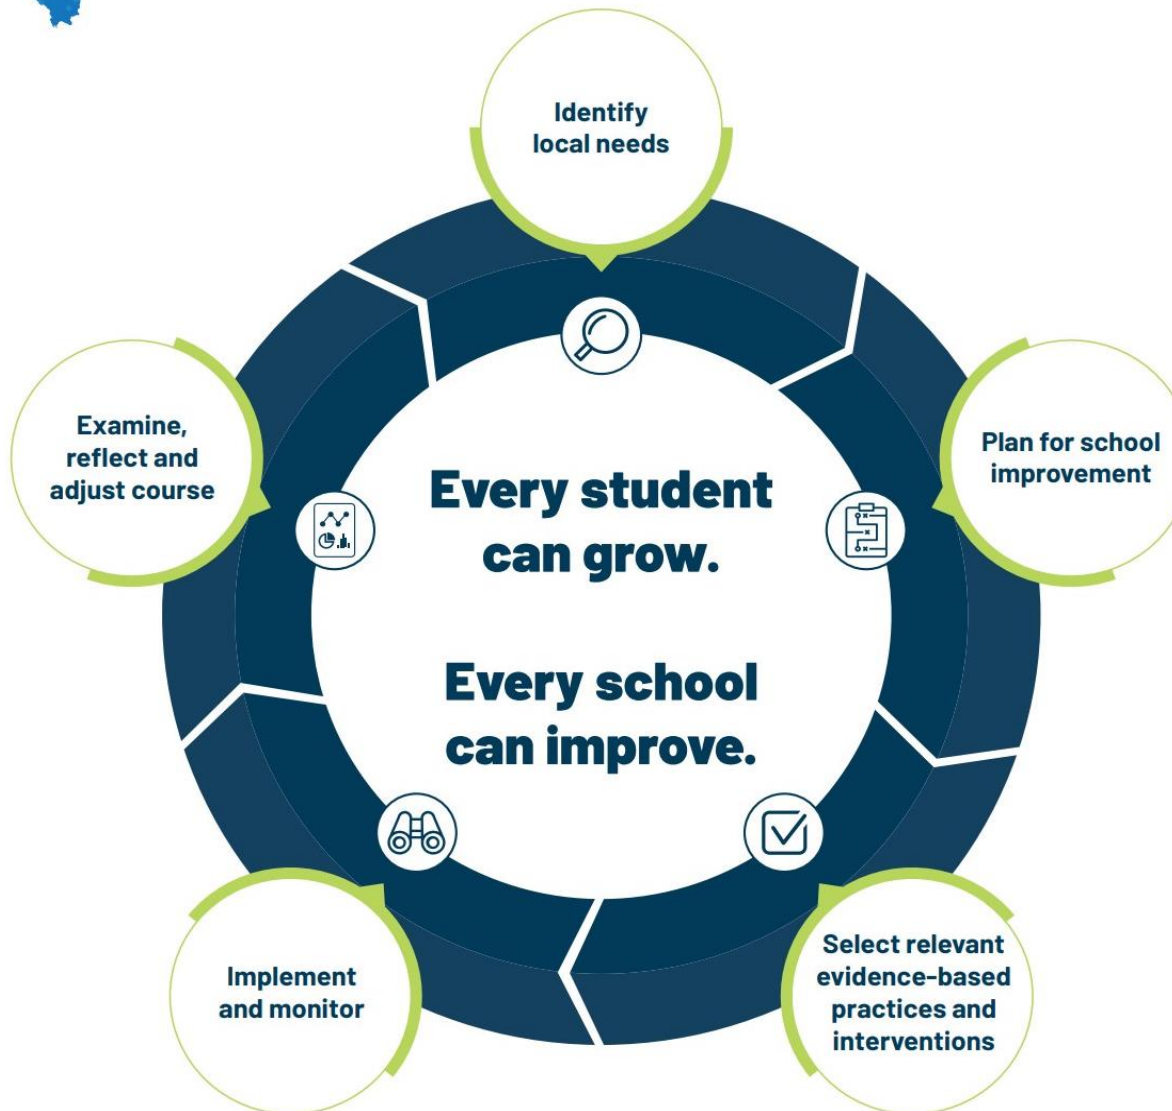 Identify
local needs
Plan for school
improvement
Select relevant
evidence-based
practices and
interventions
Implement
and monitor
Examine,
reflect and
adjust course
Every student
can grow.
Every school
can improve.